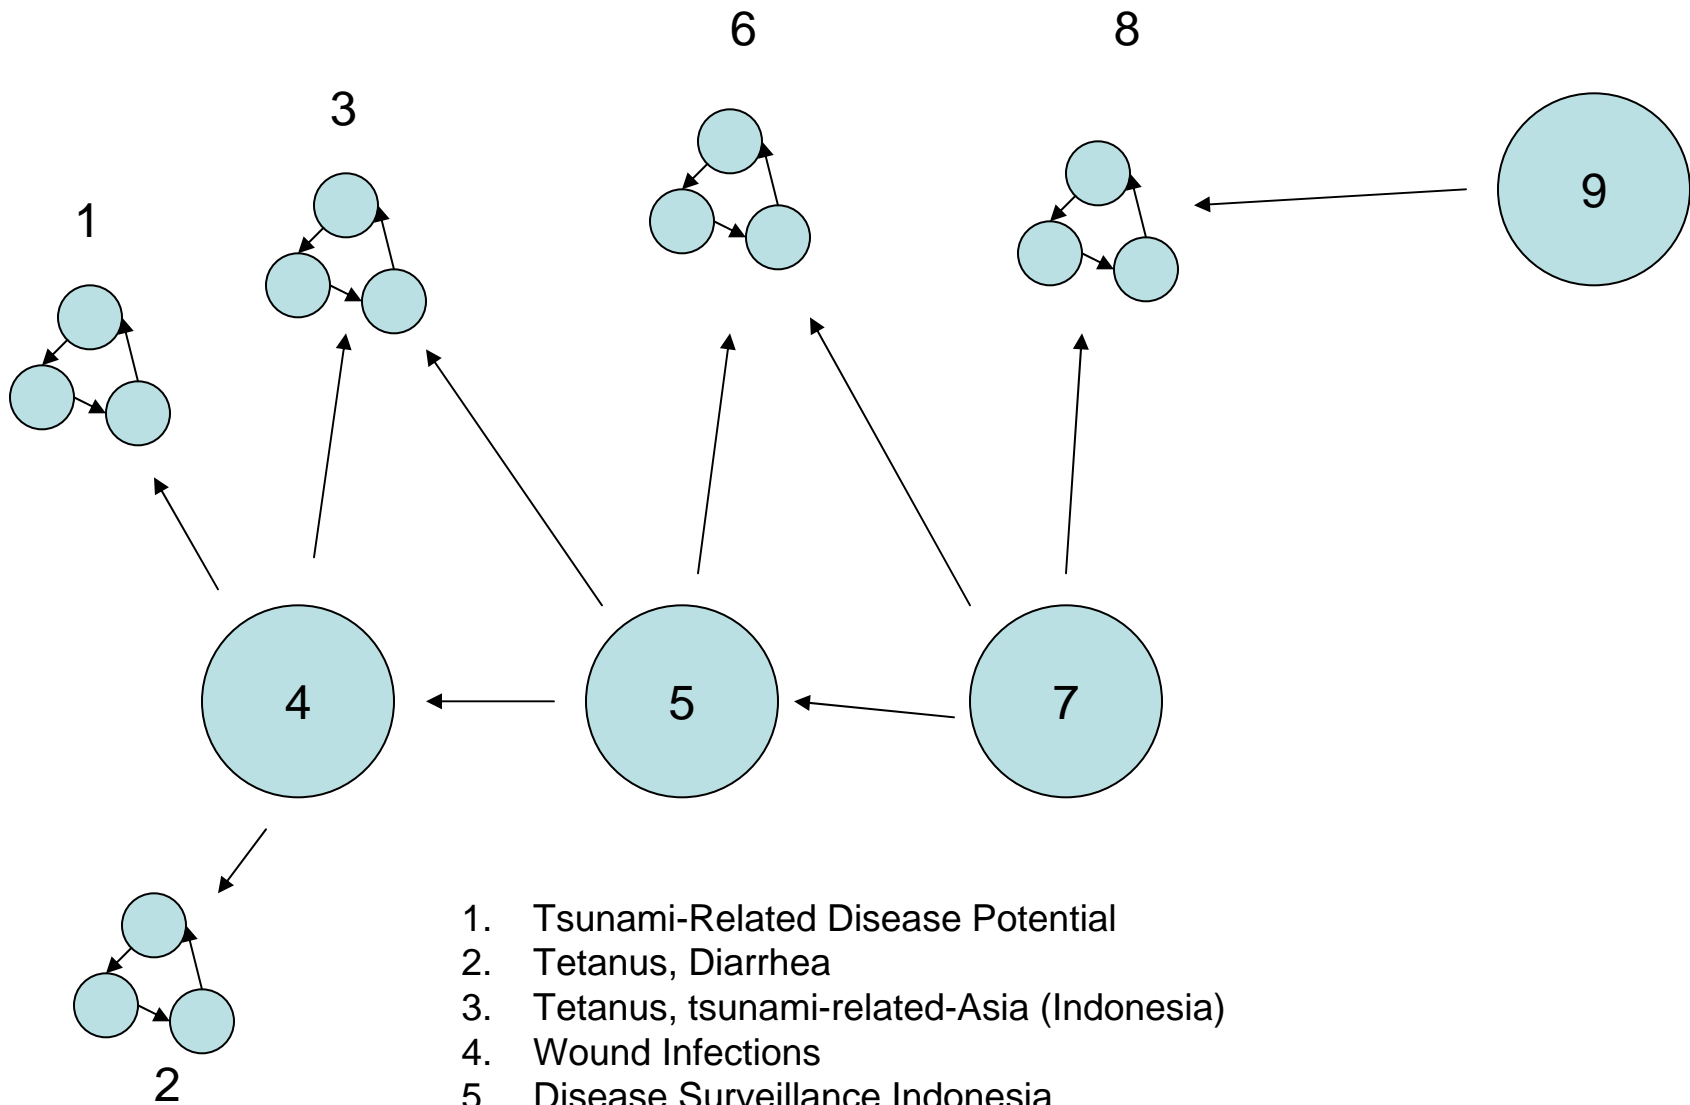 6
8
3
9
1
4
5
7
1. Tsunami-Related Disease Potential
2. Tetanus, Diarrhea
3. Tetanus, tsunami-related-Asia (Indonesia)
4. Wound Infections
5. Disease Surveillance Indonesia
2